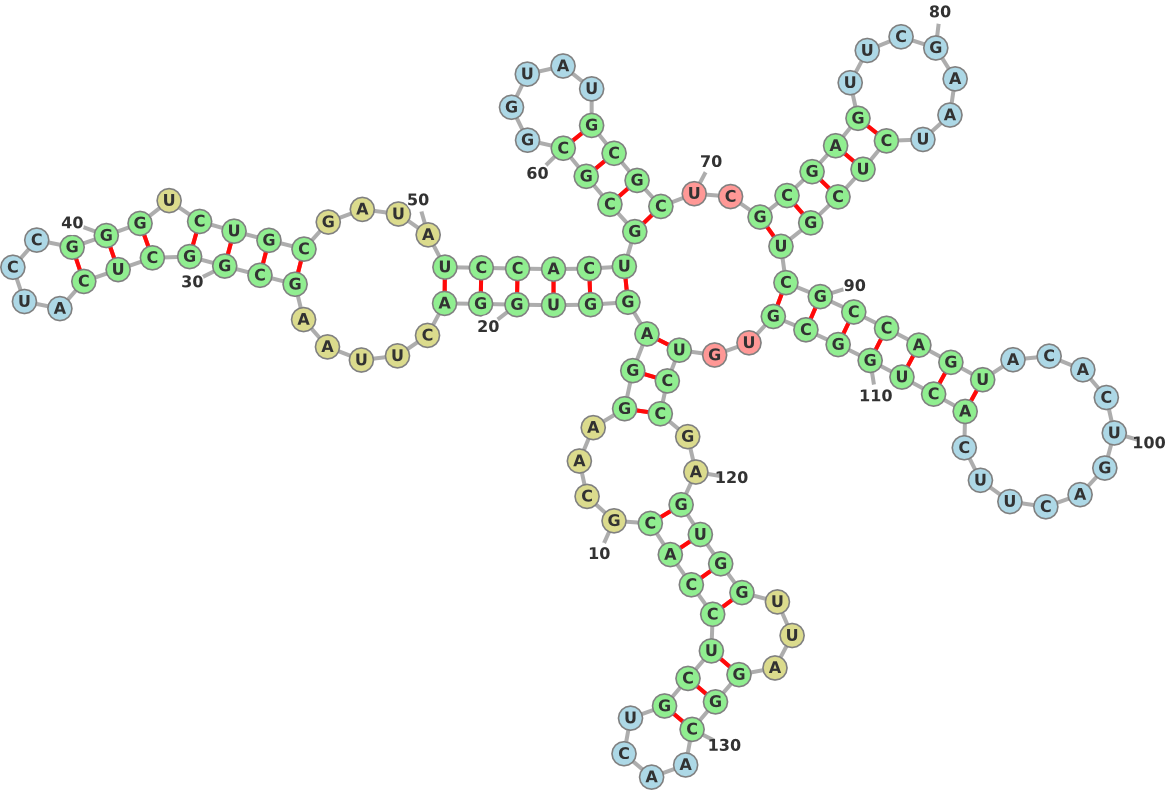 C U G C U C C A C G
10
C A A G G A G G U G
20
G A C U U A A G C G
30
G C U C A U C C G G
40
G U C U G C G A U A
50
U C C A C U G C G C
60
G G U A U G C G C U
70
C G C G A G U U C G
80
A A U C U C G U C G
90
C C A G U A C A C U
100
G A C U U C A C U G
110
G C G U G U C C G A
120
G U G G U U A G G C
130
A A